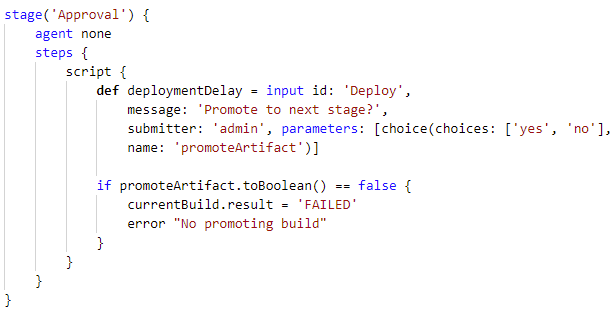 stage('Approval') {
    agent none
    steps {
        script {
            def deploymentDelay = input id: 'Deploy',
                message: 'Promote to next stage?',
                submitter: 'admin', parameters: [choice(choices: ['yes', 'no'],
                name: 'promoteArtifact')]

            if promoteArtifact.toBoolean() == false {
                currentBuild.result = 'FAILED'
                error "No promoting build"
            }
        }
    }
}